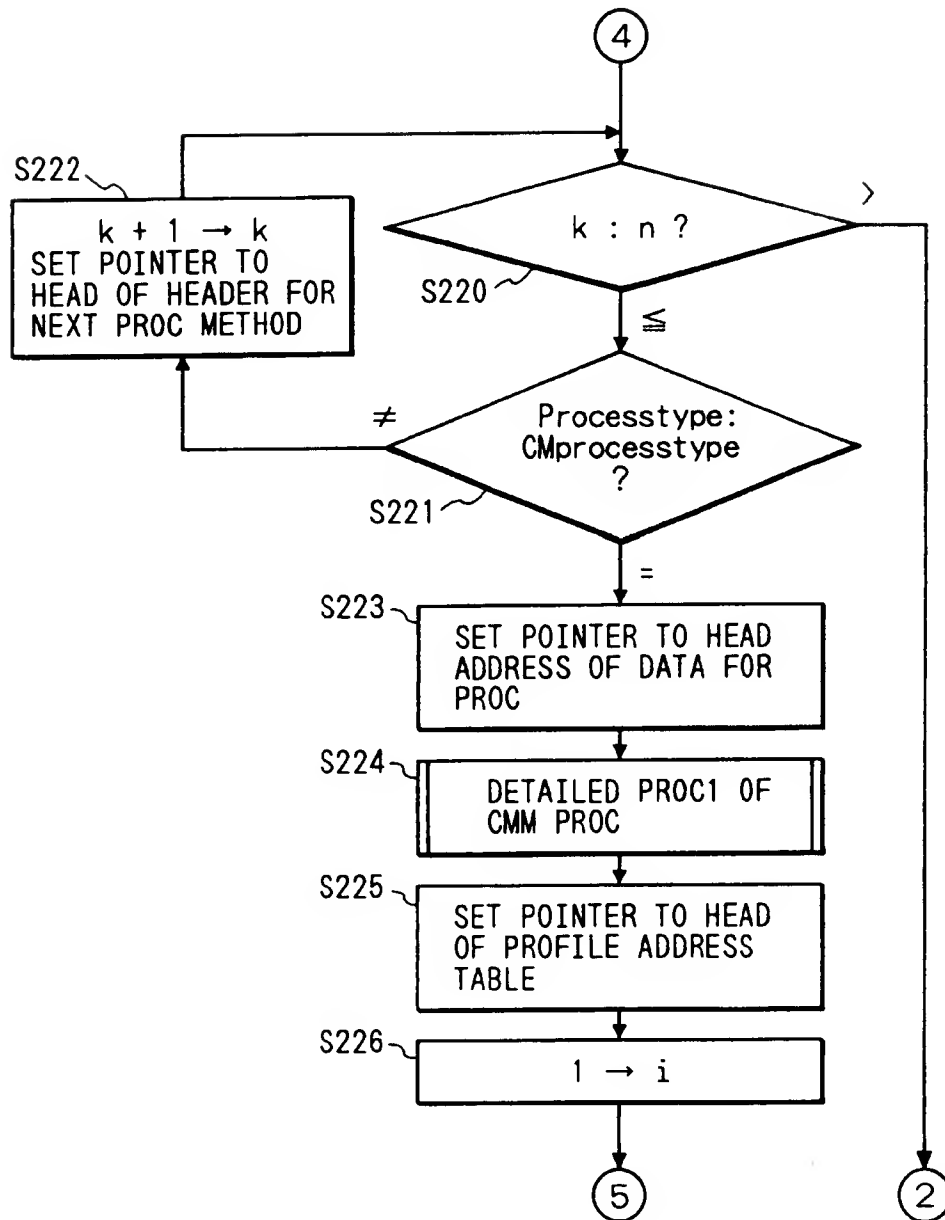 4
S222
k + 1 → k
SET POINTER TO
HEAD OF HEADER FOR
NEXT PROC METHOD
k : n ?
>
S220
≦
Processtype:
CMprocesstype
?
≠
S221
=
S223
SET POINTER TO HEAD
ADDRESS OF DATA FOR
PROC
S224
DETAILED PROC1 OF
CMM PROC
S225
SET POINTER TO HEAD
OF PROFILE ADDRESS
TABLE
S226
1 → i
5
2